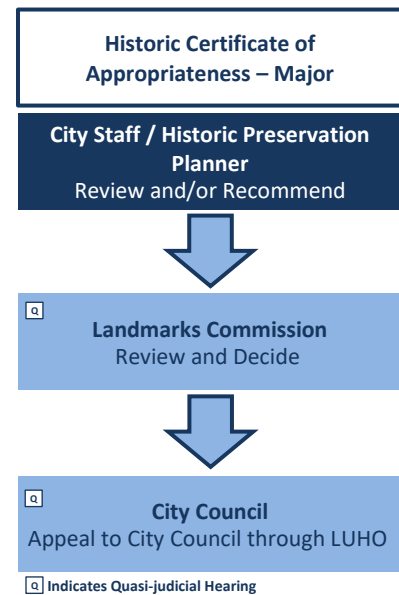 Historic Certificate of
Appropriateness – Major
City Staff / Historic Preservation
Planner
Review and/or Recommend
Q
Landmarks Commission
Review and Decide
Q
City Council
Appeal to City Council through LUHO
Q Indicates Quasi-judicial Hearing